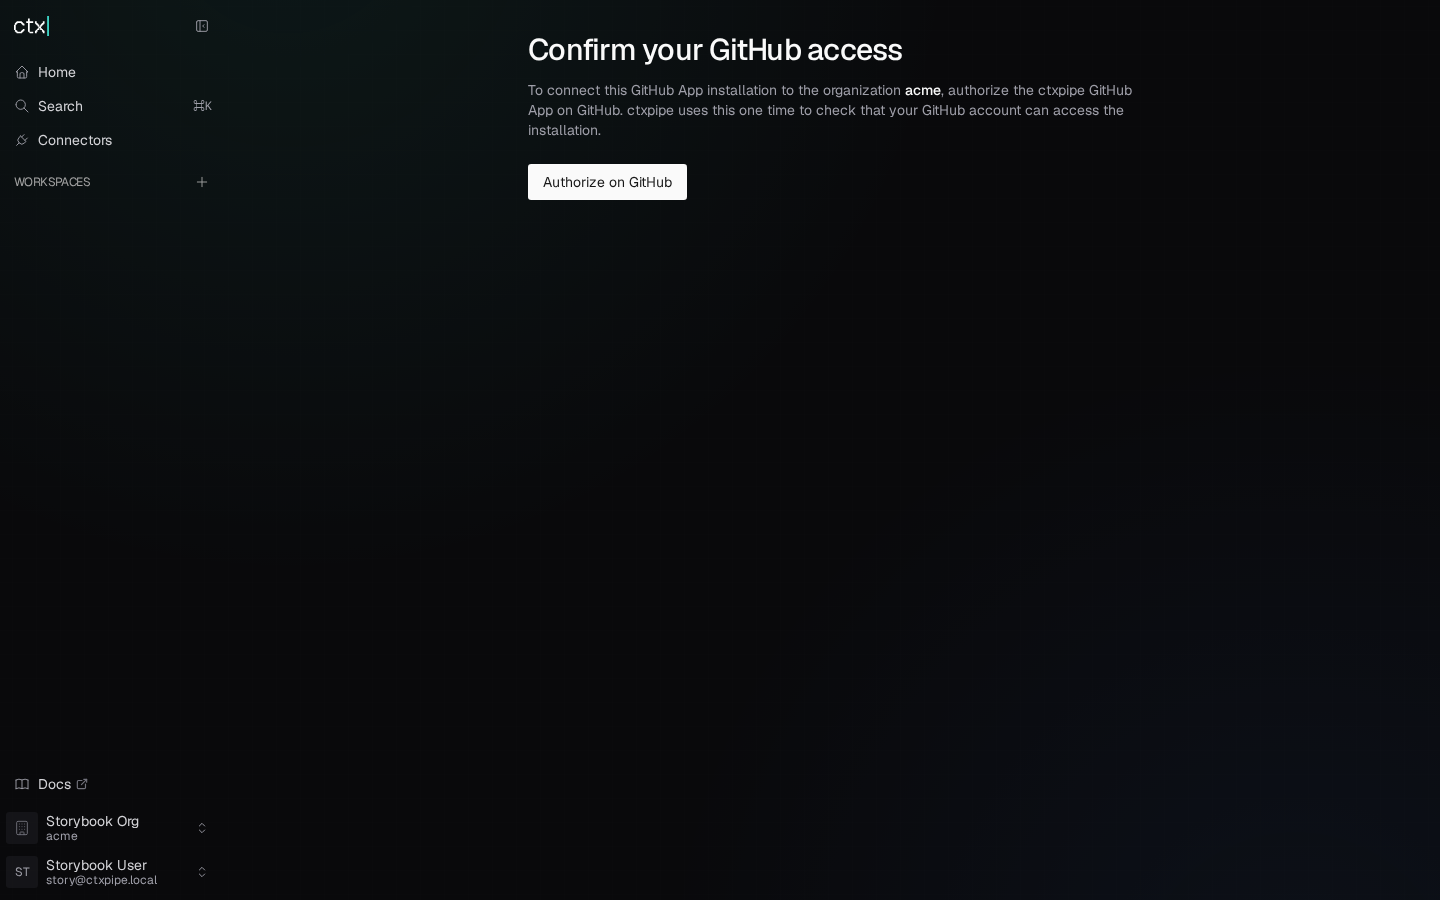 ctx
Home
Search ⌘K
Connectors
WORKSPACES
Confirm your GitHub access
To connect this GitHub App installation to the organization acme, authorize the ctxpipe GitHub
App on GitHub. ctxpipe uses this one time to check that your GitHub account can access the
installation.
Authorize on GitHub
Docs
Storybook Org
acme
ST
Storybook User
story@ctxpipe.local